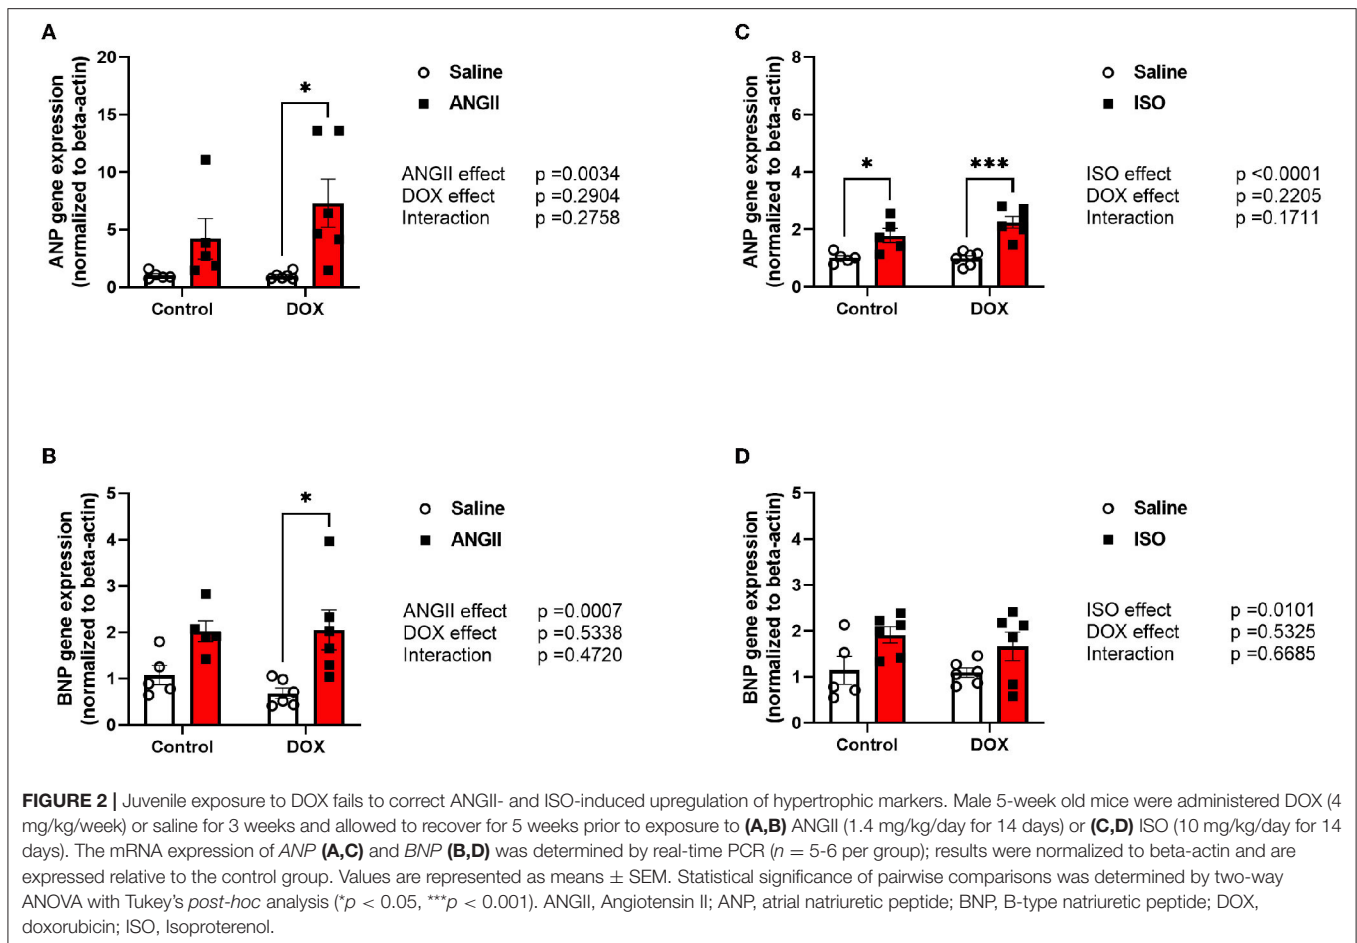 A
ANP gene expression
(normalized to beta-actin)
20
15
10
5
0
*
Control
DOX
Saline
ANGII
ANGII effect p =0.0034
DOX effect p =0.2904
Interaction p =0.2758
C
ANP gene expression
(normalized to beta-actin)
8
6
4
2
0
*
***
Control
DOX
Saline
ISO
ISO effect p <0.0001
DOX effect p =0.2205
Interaction p =0.1711
B
BNP gene expression
(normalized to beta-actin)
5
4
3
2
1
0
*
Control
DOX
Saline
ANGII
ANGII effect p =0.0007
DOX effect p =0.5338
Interaction p =0.4720
D
BNP gene expression
(normalized to beta-actin)
5
4
3
2
1
0
Control
DOX
Saline
ISO
ISO effect p =0.0101
DOX effect p =0.5325
Interaction p =0.6685
FIGURE 2 | Juvenile exposure to DOX fails to correct ANGII- and ISO-induced upregulation of hypertrophic markers. Male 5-week old mice were administered DOX (4
mg/kg/week) or saline for 3 weeks and allowed to recover for 5 weeks prior to exposure to (A,B) ANGII (1.4 mg/kg/day for 14 days) or (C,D) ISO (10 mg/kg/day for 14
days). The mRNA expression of ANP (A,C) and BNP (B,D) was determined by real-time PCR (n = 5-6 per group); results were normalized to beta-actin and are
expressed relative to the control group. Values are represented as means ± SEM. Statistical significance of pairwise comparisons was determined by two-way
ANOVA with Tukey's post-hoc analysis (*p < 0.05, ***p < 0.001). ANGII, Angiotensin II; ANP, atrial natriuretic peptide; BNP, B-type natriuretic peptide; DOX,
doxorubicin; ISO, Isoproterenol.